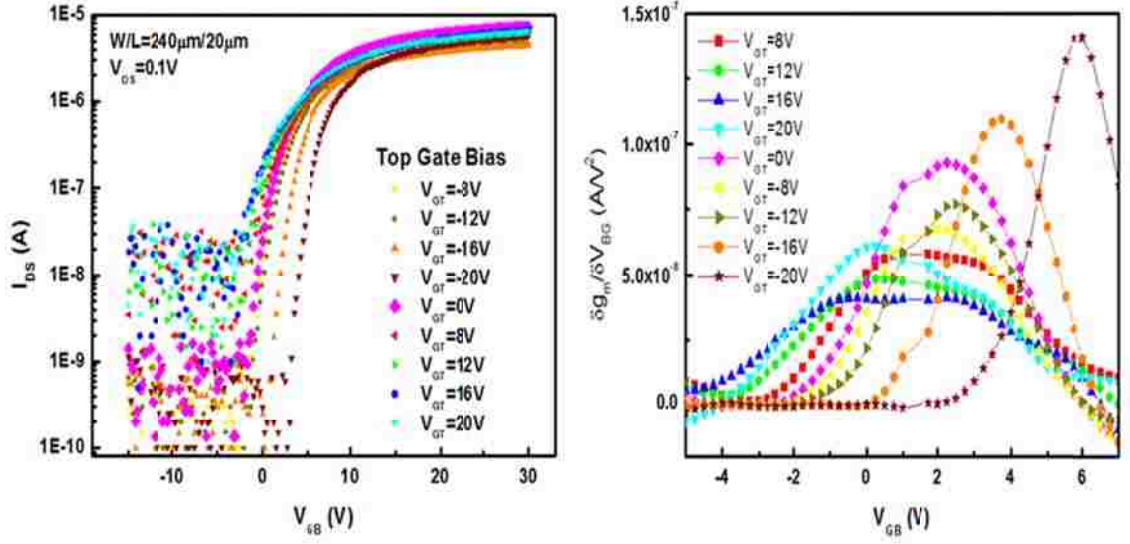 1E-5
1E-6
1E-7
1E-8
1E-9
1E-10
I_DS (A)
W/L=240μm/20μm
V_DS=0.1V
Top Gate Bias
V_GT=-8V
V_GT=-12V
V_GT=-16V
V_GT=-20V
V_GT=0V
V_GT=8V
V_GT=12V
V_GT=16V
V_GT=20V
-10 0 10 20 30
V_GB (V)
1.5x10⁻⁷
1.0x10⁻⁷
5.0x10⁻⁸
0.0
δg_m/δV_BG (A/V²)
V_GT=8V
V_GT=12V
V_GT=16V
V_GT=20V
V_GT=0V
V_GT=-8V
V_GT=-12V
V_GT=-16V
V_GT=-20V
-4 -2 0 2 4 6
V_GB (V)